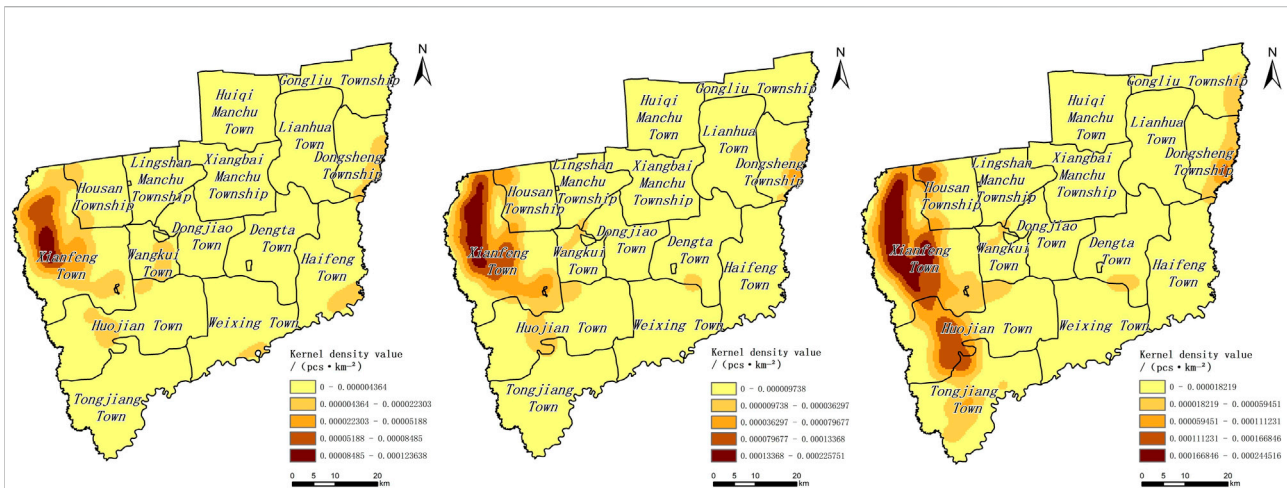 N
Gongliu Township
Huiqi
Manchu
Town
Lianhua
Town
Dongsheng
Township
Lingshan
Manchu
Township
Xiangbai
Manchu
Township
Housan
Township
Dongjiao
Town
Dengta
Town
Wangkui
Town
Xianfeng
Town
Haifeng
Town
Huojian Town
Weixing Town
Tongjiang
Town
Kernel density value
/ (pcs•km⁻²)
0 - 0.000004364
0.000004364 - 0.000022303
0.000022303 - 0.00005188
0.00005188 - 0.00008485
0.00008485 - 0.000123638
0 5 10 20
km
N
Gongliu Township
Huiqi
Manchu
Town
Lianhua
Town
Dongsheng
Township
Lingshan
Manchu
Township
Xiangbai
Manchu
Township
Housan
Township
Dongjiao
Town
Dengta
Town
Wangkui
Town
Xianfeng
Town
Haifeng
Town
Huojian Town
Weixing Town
Tongjiang
Town
Kernel density value
/ (pcs•km⁻²)
0 - 0.000009738
0.000009738 - 0.000036297
0.000036297 - 0.000079677
0.000079677 - 0.00013368
0.00013368 - 0.000225751
0 5 10 20
km
N
Gongliu Township
Huiqi
Manchu
Town
Lianhua
Town
Dongsheng
Township
Lingshan
Manchu
Township
Xiangbai
Manchu
Township
Housan
Township
Dongjiao
Town
Dengta
Town
Wangkui
Town
Xianfeng
Town
Haifeng
Town
Huojian Town
Weixing Town
Tongjiang
Town
Kernel density value
/ (pcs•km⁻²)
0 - 0.000018219
0.000018219 - 0.000059451
0.000059451 - 0.000111231
0.000111231 - 0.000166846
0.000166846 - 0.000244516
0 5 10 20
km